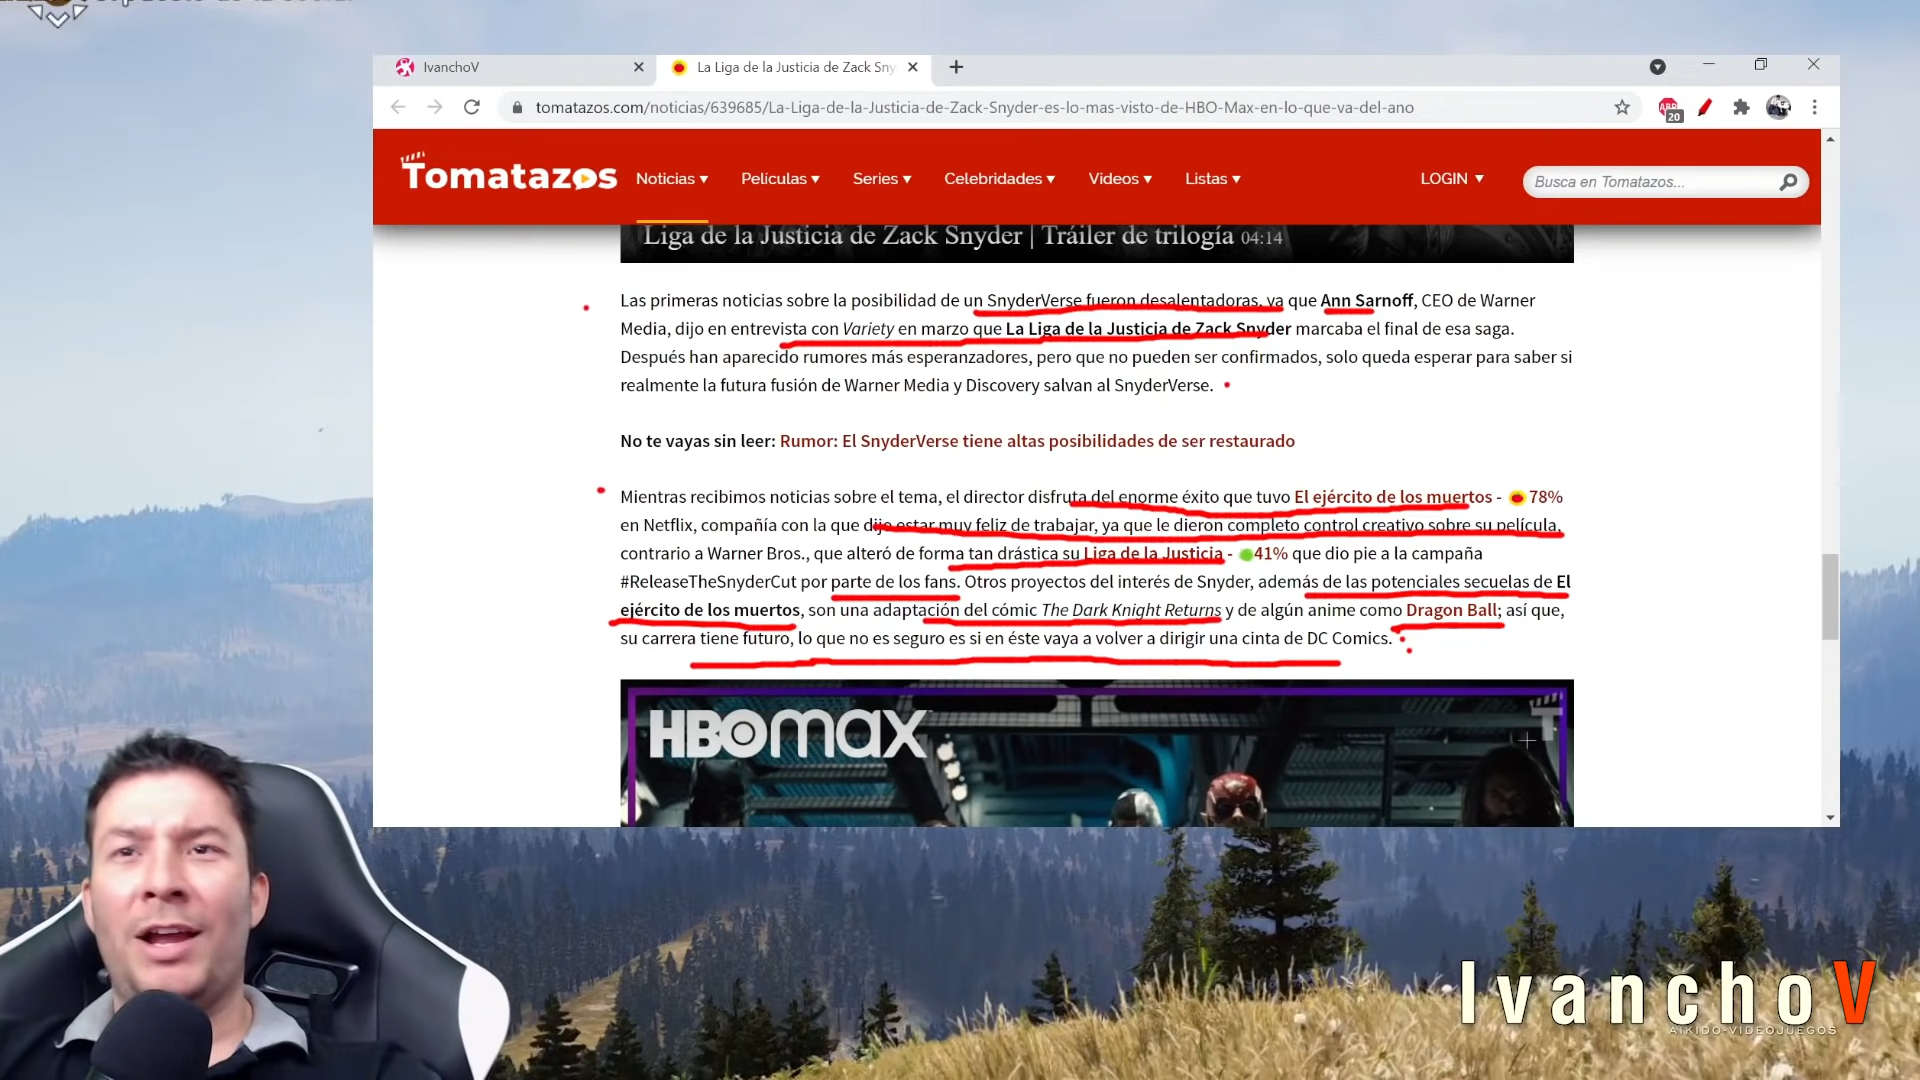 IvanchoV
La Liga de la Justicia de Zack Sny
tomatazos.com/noticias/639685/La-Liga-de-la-Justicia-de-Zack-Snyder-es-lo-mas-visto-de-HBO-Max-en-lo-que-va-del-ano
ABP
20
Tomatazos
Noticias ▾ Películas ▾ Series ▾ Celebridades ▾ Videos ▾ Listas ▾ LOGIN ▾ Busca en Tomatazos...
Liga de la Justicia de Zack Snyder | Tráiler de trilogía 04:14
Las primeras noticias sobre la posibilidad de un SnyderVerse fueron desalentadoras, ya que Ann Sarnoff, CEO de Warner
Media, dijo en entrevista con Variety en marzo que La Liga de la Justicia de Zack Snyder marcaba el final de esa saga.
Después han aparecido rumores más esperanzadores, pero que no pueden ser confirmados, solo queda esperar para saber si
realmente la futura fusión de Warner Media y Discovery salvan al SnyderVerse.
No te vayas sin leer: Rumor: El SnyderVerse tiene altas posibilidades de ser restaurado
Mientras recibimos noticias sobre el tema, el director disfruta del enorme éxito que tuvo El ejército de los muertos - 78%
en Netflix, compañía con la que dijo estar muy feliz de trabajar, ya que le dieron completo control creativo sobre su película,
contrario a Warner Bros., que alteró de forma tan drástica su Liga de la Justicia - 41% que dio pie a la campaña
#ReleaseTheSnyderCut por parte de los fans. Otros proyectos del interés de Snyder, además de las potenciales secuelas de El
ejército de los muertos, son una adaptación del cómic The Dark Knight Returns y de algún anime como Dragon Ball; así que,
su carrera tiene futuro, lo que no es seguro es si en éste vaya a volver a dirigir una cinta de DC Comics.
HBOmax
IvanchoV
AIKIDO-VIDEOJUEGOS